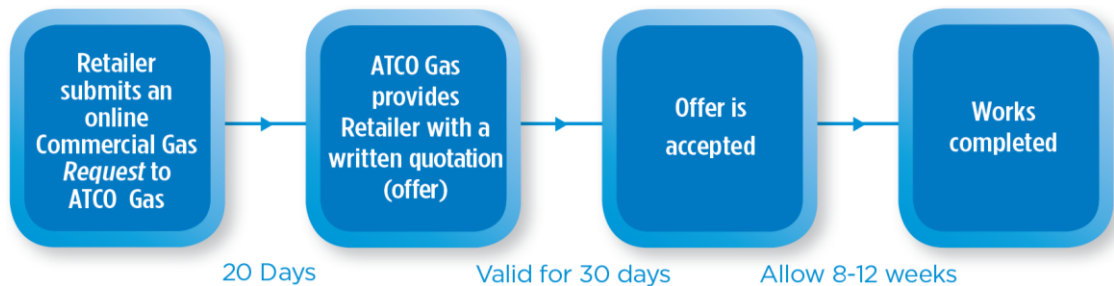 Retailer
submits an
online
Commercial Gas
Request to
ATCO Gas
ATCO Gas
provides
Retailer with a
written quotation
(offer)
Offer is
accepted
Works
completed
20 Days
Valid for 30 days
Allow 8-12 weeks